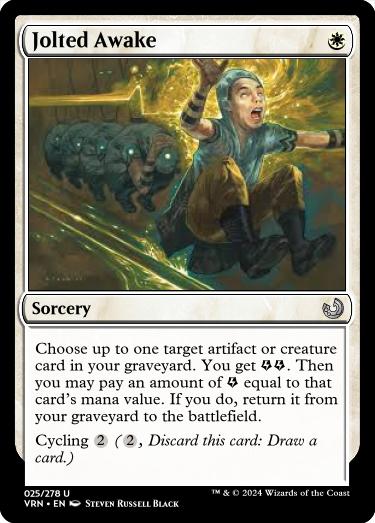 Jolted Awake
Sorcery
Choose up to one target artifact or creature
card in your graveyard. You get. Then
you may pay an amount of equal to that
card's mana value. If you do, return it from
your graveyard to the battlefield.
Cycling 2 ( 2, Discard this card: Draw a
card.)
025/278 U
VRN • EN STEVEN RUSSELL BLACK
™ & © 2024 Wizards of the Coast